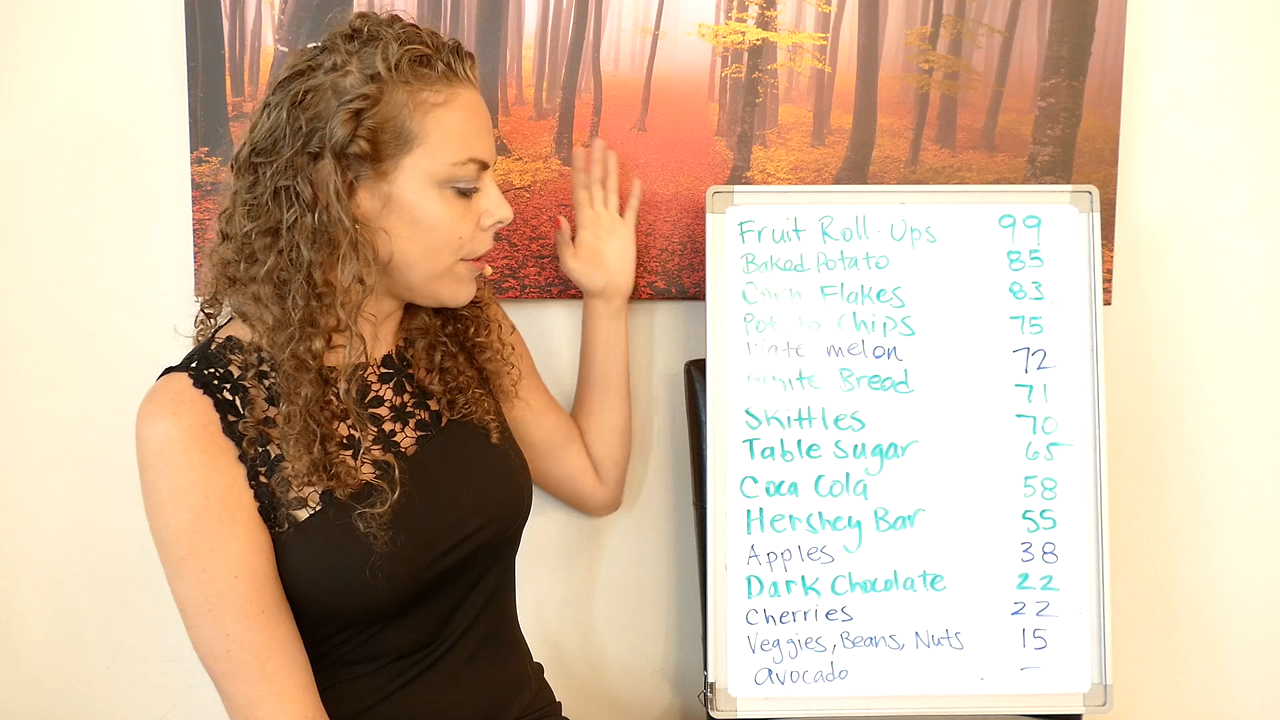 Fruit Roll-Ups 99
Baked Potato 85
Corn Flakes 83
Potato Chips 75
Watemelon 72
White Bread 71
Skittles 70
Table Sugar 65
Coca Cola 58
Hershey Bar 55
Apples 38
Dark Chocolate 22
Cherries 22
Veggies, Beans, Nuts 15
avocado –